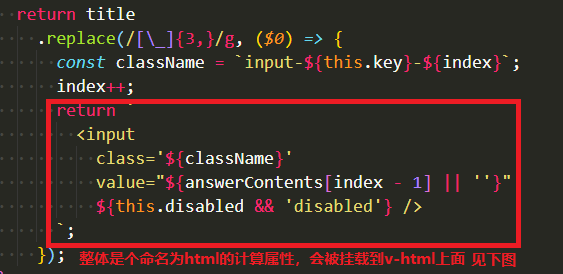 return title
.replace(/[\_]{3,}/g, ($0) => {
const className = `input-${this.key}-${index}`;
index++;
return `
<input
class='${className}'
value="${answerContents[index - 1] || ''}"
${this.disabled && 'disabled'} />
`;
}); 整体是个命名为html的计算属性，会被挂载到v-html上面 见下图